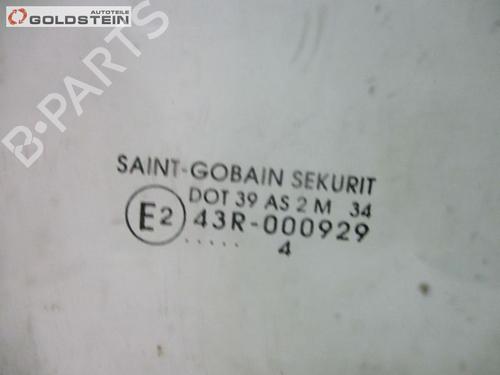 AUTOTEILE
GOLDSTEIN
B-PARTS
SAINT-GOBAIN SEKURIT
DOT 39 AS 2 M 34
E2 43R-000929
..... 4